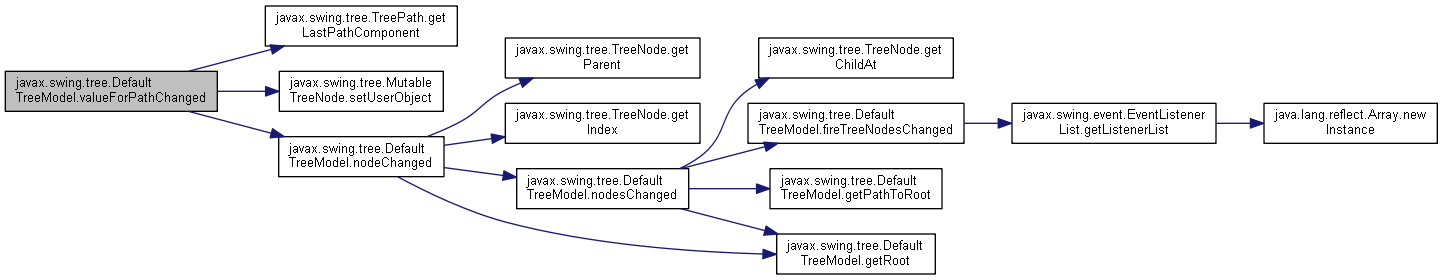 javax.swing.tree.TreePath.get
LastPathComponent
javax.swing.tree.Default
TreeModel.valueForPathChanged
javax.swing.tree.Mutable
TreeNode.setUserObject
javax.swing.tree.Default
TreeModel.nodeChanged
javax.swing.tree.TreeNode.get
Parent
javax.swing.tree.TreeNode.get
Index
javax.swing.tree.Default
TreeModel.nodesChanged
javax.swing.tree.TreeNode.get
ChildAt
javax.swing.tree.Default
TreeModel.fireTreeNodesChanged
javax.swing.tree.Default
TreeModel.getPathToRoot
javax.swing.tree.Default
TreeModel.getRoot
javax.swing.event.EventListener
List.getListenerList
java.lang.reflect.Array.new
Instance